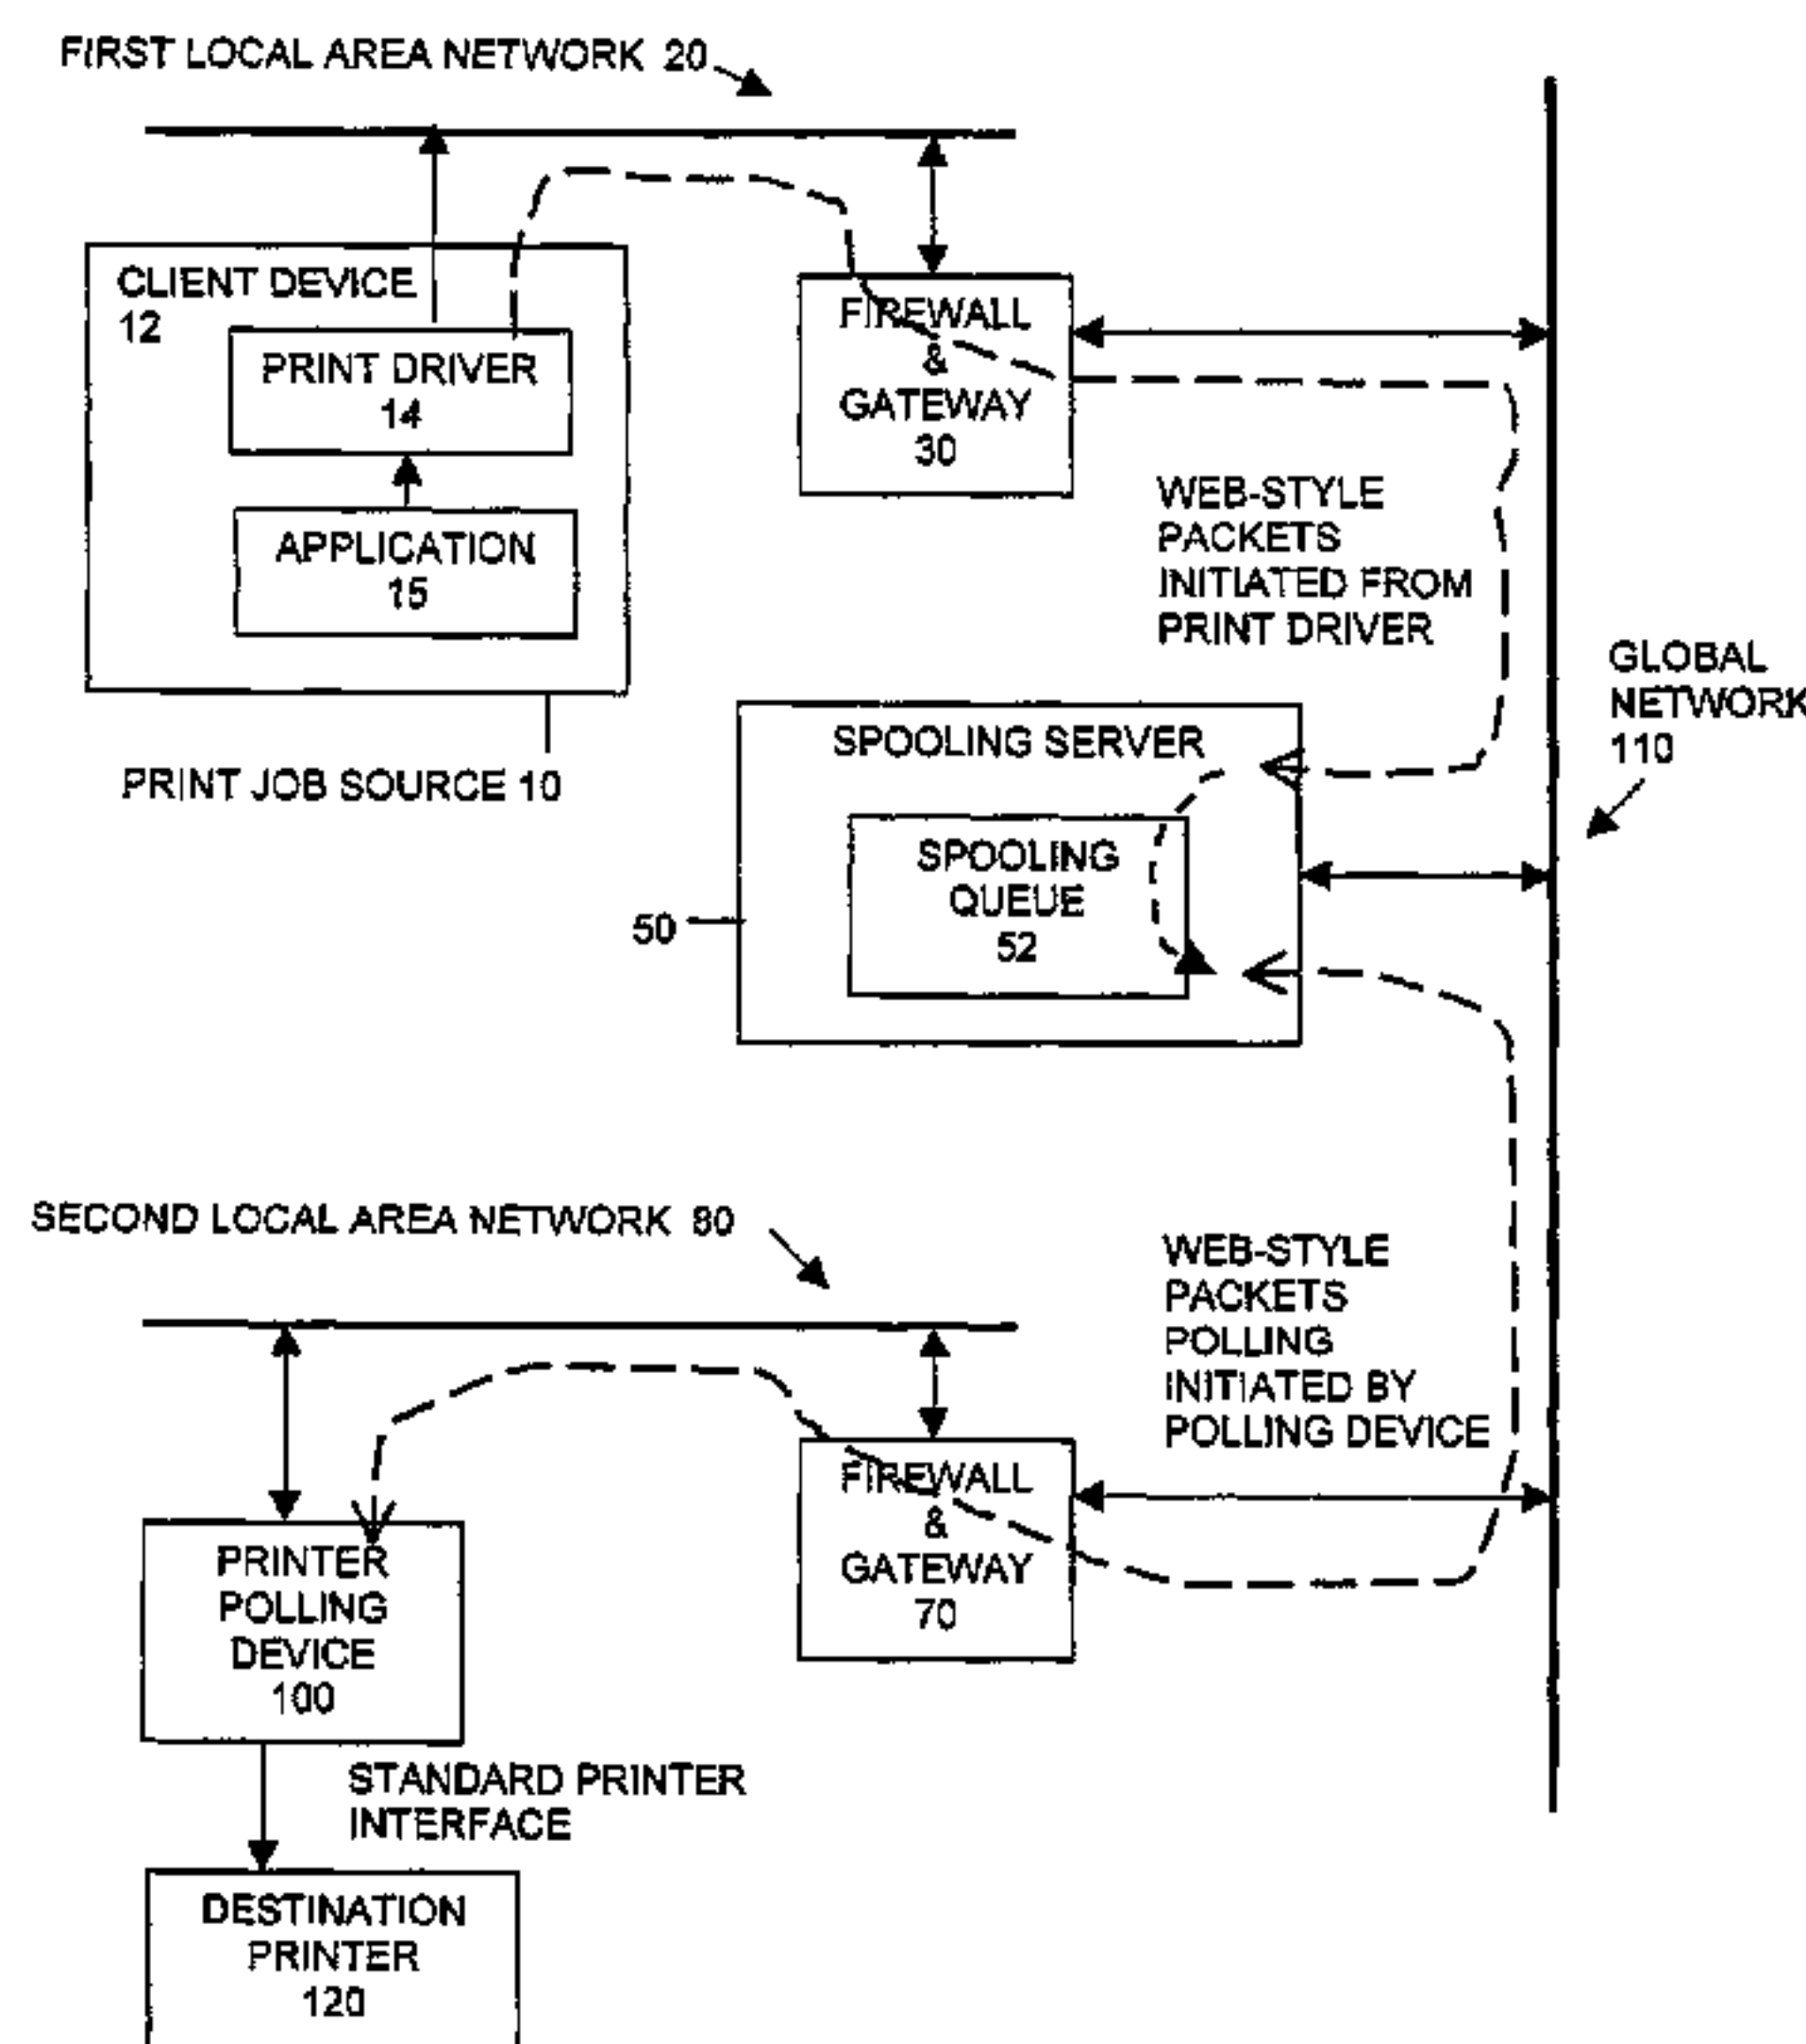 FIRST LOCAL AREA NETWORK 20
CLIENT DEVICE
12
PRINT DRIVER
14
APPLICATION
15
PRINT JOB SOURCE 10
FIREWALL
&
GATEWAY
30
WEB-STYLE
PACKETS
INITIATED FROM
PRINT DRIVER
GLOBAL
NETWORK
110
SPOOLING SERVER
SPOOLING
QUEUE
52
50
SECOND LOCAL AREA NETWORK 80
WEB-STYLE
PACKETS
POLLING
INITIATED BY
POLLING DEVICE
FIREWALL
&
GATEWAY
70
PRINTER
POLLING
DEVICE
100
STANDARD PRINTER
INTERFACE
DESTINATION
PRINTER
120